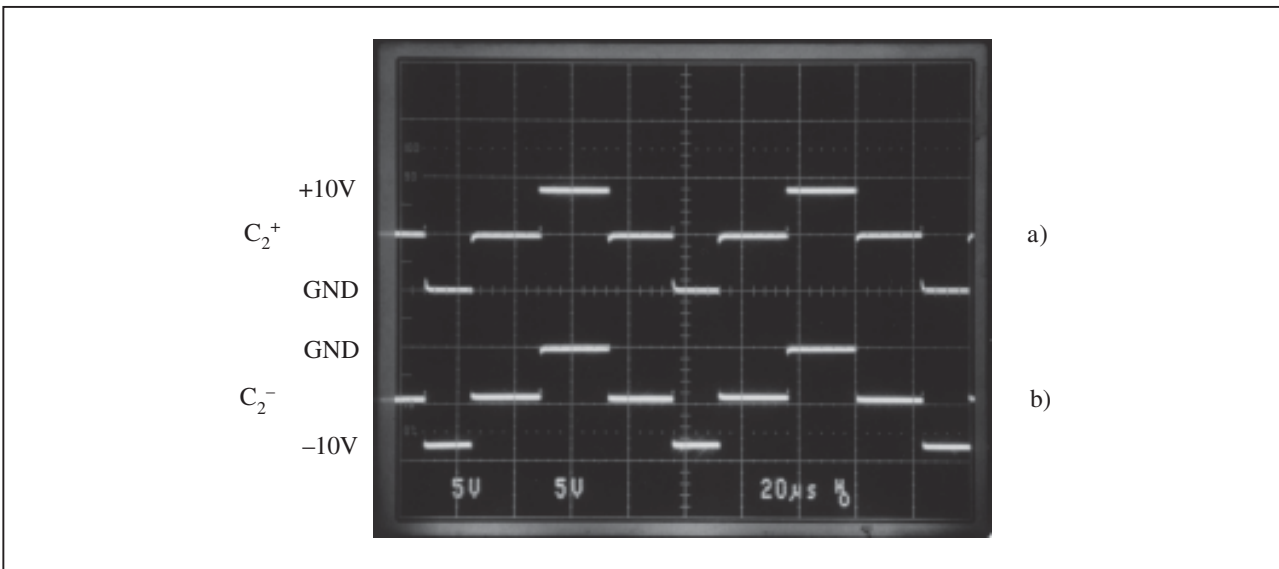 +10V
C₂⁺
a)
GND
GND
C₂⁻
b)
–10V
5V 5V 20µs